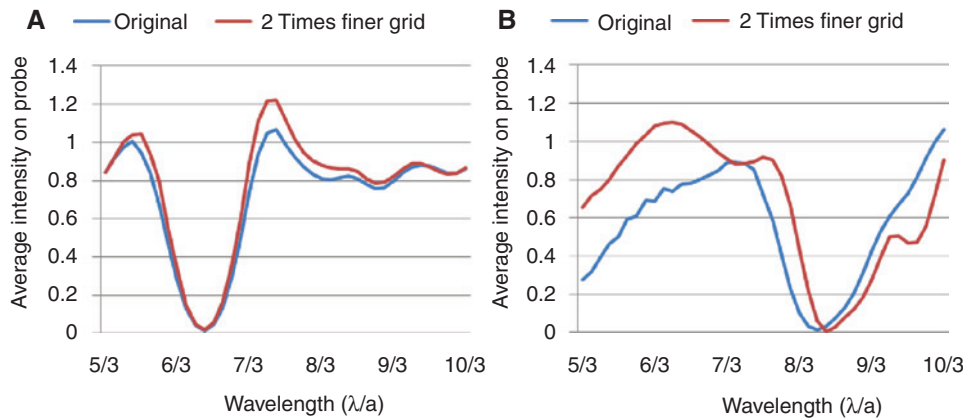 A
Original
2 Times finer grid
Average intensity on probe
1.4
1.2
1
0.8
0.6
0.4
0.2
0
5/3 6/3 7/3 8/3 9/3 10/3
Wavelength (λ/a)
B
Original
2 Times finer grid
Average intensity on probe
1.4
1.2
1
0.8
0.6
0.4
0.2
0
5/3 6/3 7/3 8/3 9/3 10/3
Wavelength (λ/a)